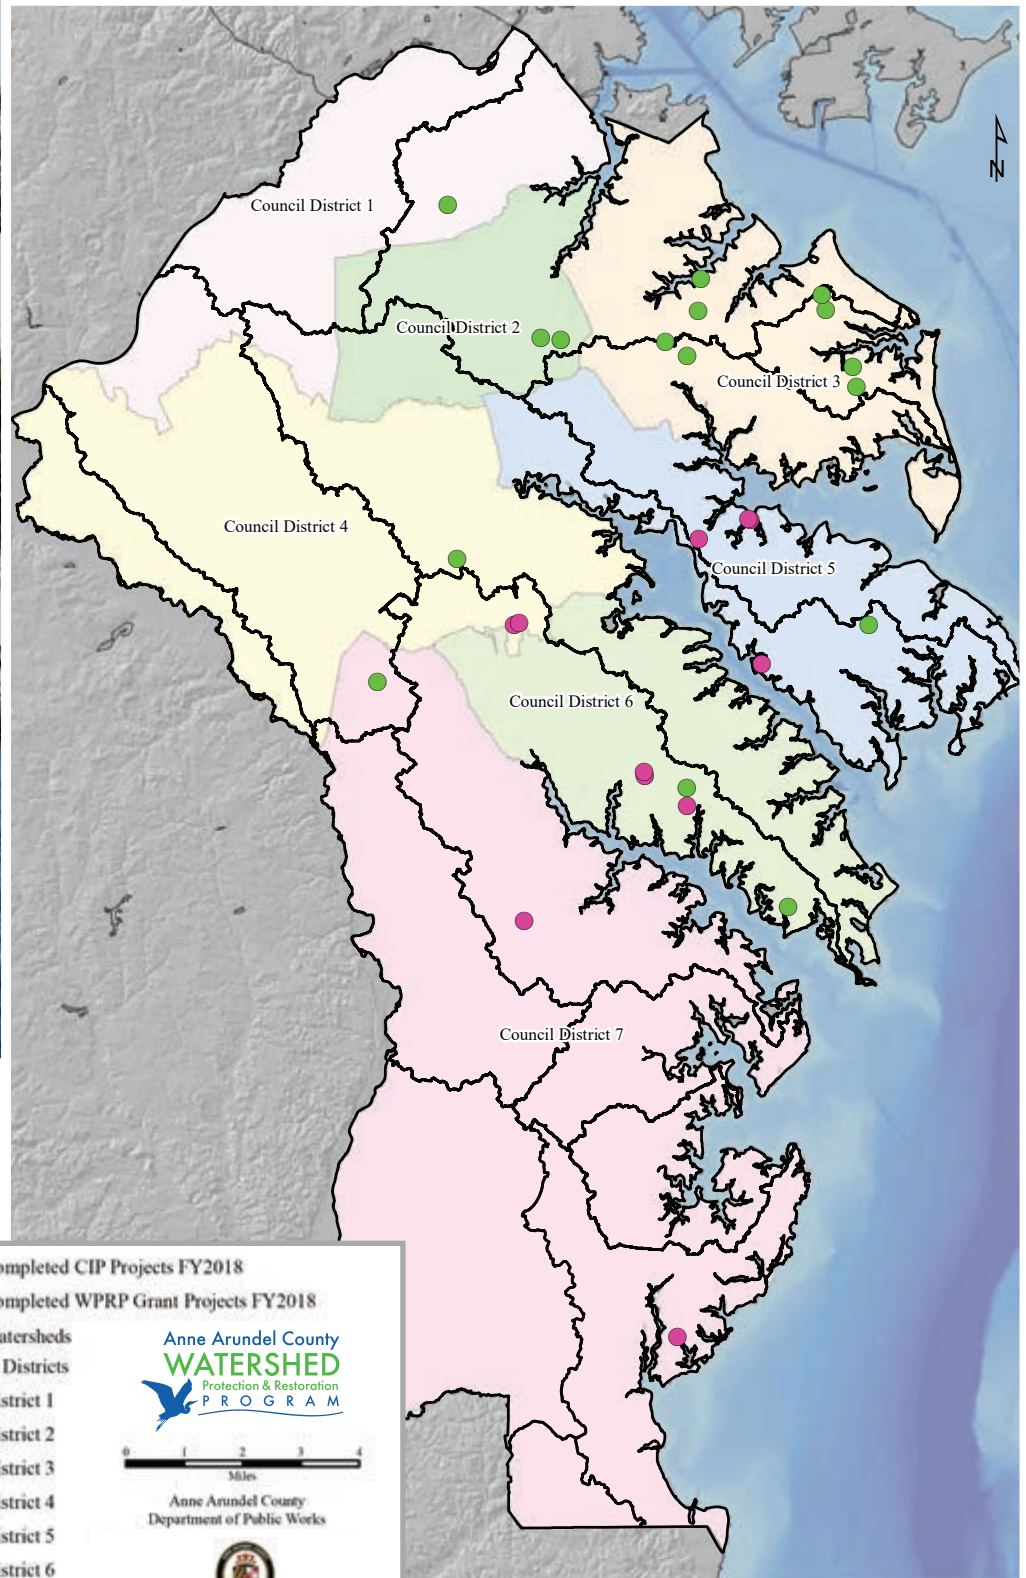 N
Council District 1
Council District 2
Council District 3
Council District 4
Council District 5
Council District 6
Council District 7
ompleted CIP Projects FY2018
ompleted WPRP Grant Projects FY2018
atersheds
Districts
strict 1
strict 2
strict 3
strict 4
strict 5
strict 6
Anne Arundel County
WATERSHED
Protection & Restoration
PROGRAM
0 1 2 3 4
Miles
Anne Arundel County
Department of Public Works